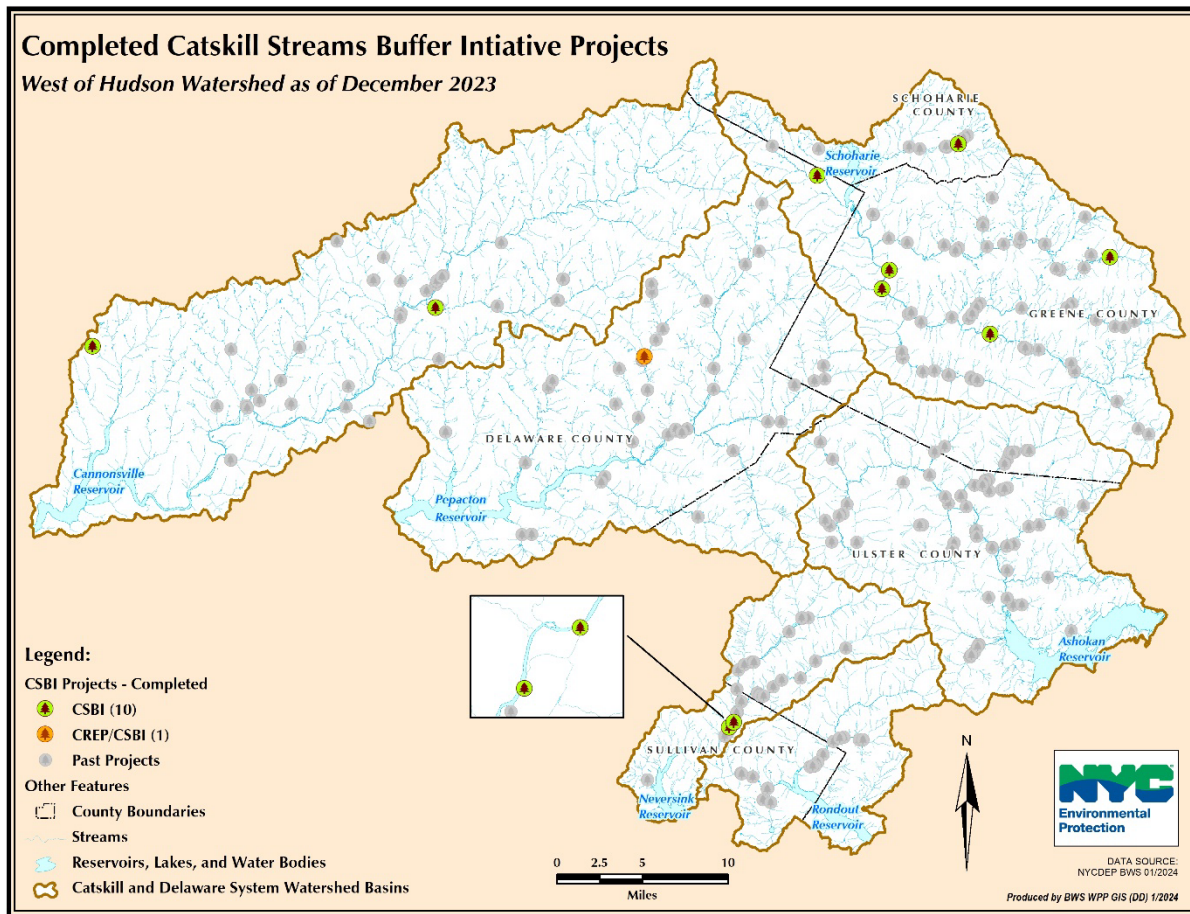 Completed Catskill Streams Buffer Intiative Projects
West of Hudson Watershed as of December 2023
SCHOHARIE
COUNTY
Schoharie
Reservoir
GREENE COUNTY
DELAWARE COUNTY
Cannonsville
Reservoir
Pepacton
Reservoir
ULSTER COUNTY
Ashokan
Reservoir
SULLIVAN COUNTY
Neversink
Reservoir
Rondout
Reservoir
Legend:
CSBI Projects - Completed
CSBI (10)
CREP/CSBI (1)
Past Projects
Other Features
County Boundaries
Streams
Reservoirs, Lakes, and Water Bodies
Catskill and Delaware System Watershed Basins
0 2.5 5 10
Miles
N
NYC
Environmental
Protection
DATA SOURCE:
NYCDEP BWS 01/2024
Produced by BWS WPP GIS (DD) 1/2024